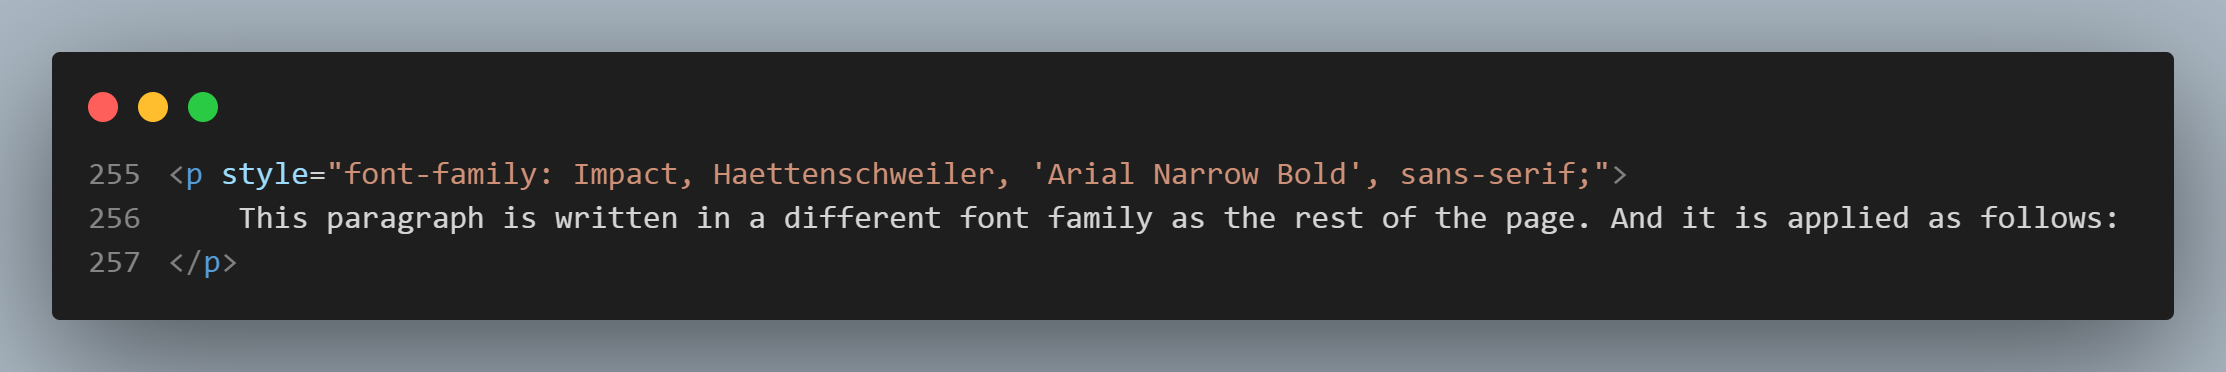 255 <p style="font-family: Impact, Haettenschweiler, 'Arial Narrow Bold', sans-serif;">
256     This paragraph is written in a different font family as the rest of the page. And it is applied as follows:
257 </p>